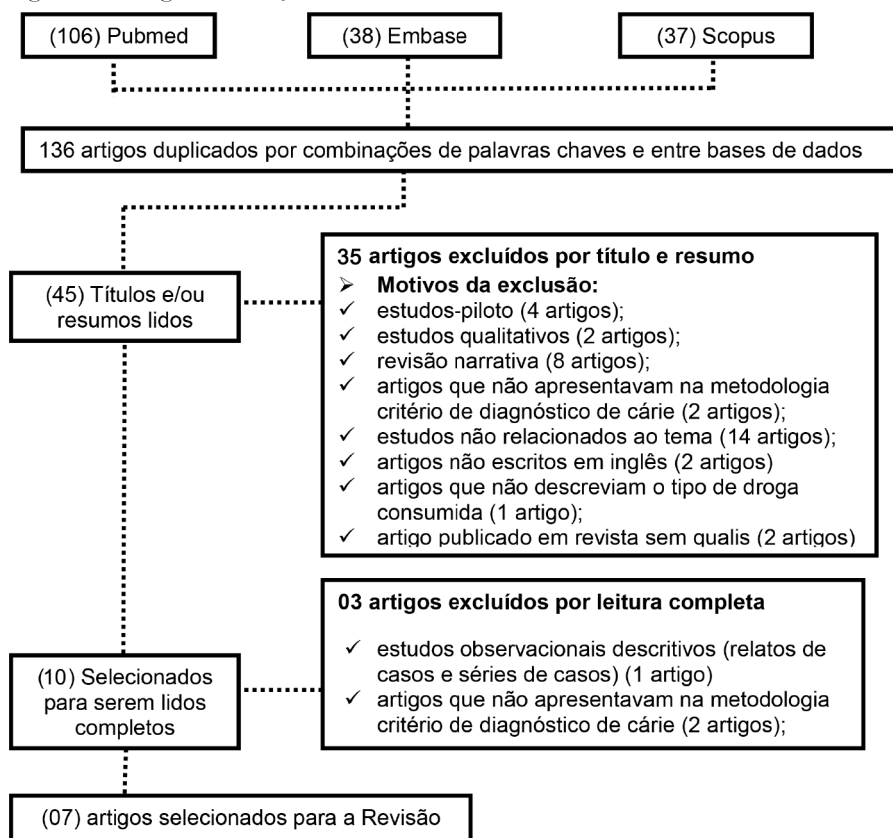 (106) Pubmed
(38) Embase
(37) Scopus
136 artigos duplicados por combinações de palavras chaves e entre bases de dados
(45) Títulos e/ou
resumos lidos
35 artigos excluídos por título e resumo
➢ Motivos da exclusão:
✓ estudos-piloto (4 artigos);
✓ estudos qualitativos (2 artigos);
✓ revisão narrativa (8 artigos);
✓ artigos que não apresentavam na metodologia
critério de diagnóstico de cárie (2 artigos);
✓ estudos não relacionados ao tema (14 artigos);
✓ artigos não escritos em inglês (2 artigos)
✓ artigos que não descreviam o tipo de droga
consumida (1 artigo);
✓ artigo publicado em revista sem qualis (2 artigos)
(10) Selecionados
para serem lidos
completos
03 artigos excluídos por leitura completa
✓ estudos observacionais descritivos (relatos de
casos e séries de casos) (1 artigo)
✓ artigos que não apresentavam na metodologia
critério de diagnóstico de cárie (2 artigos);
(07) artigos selecionados para a Revisão